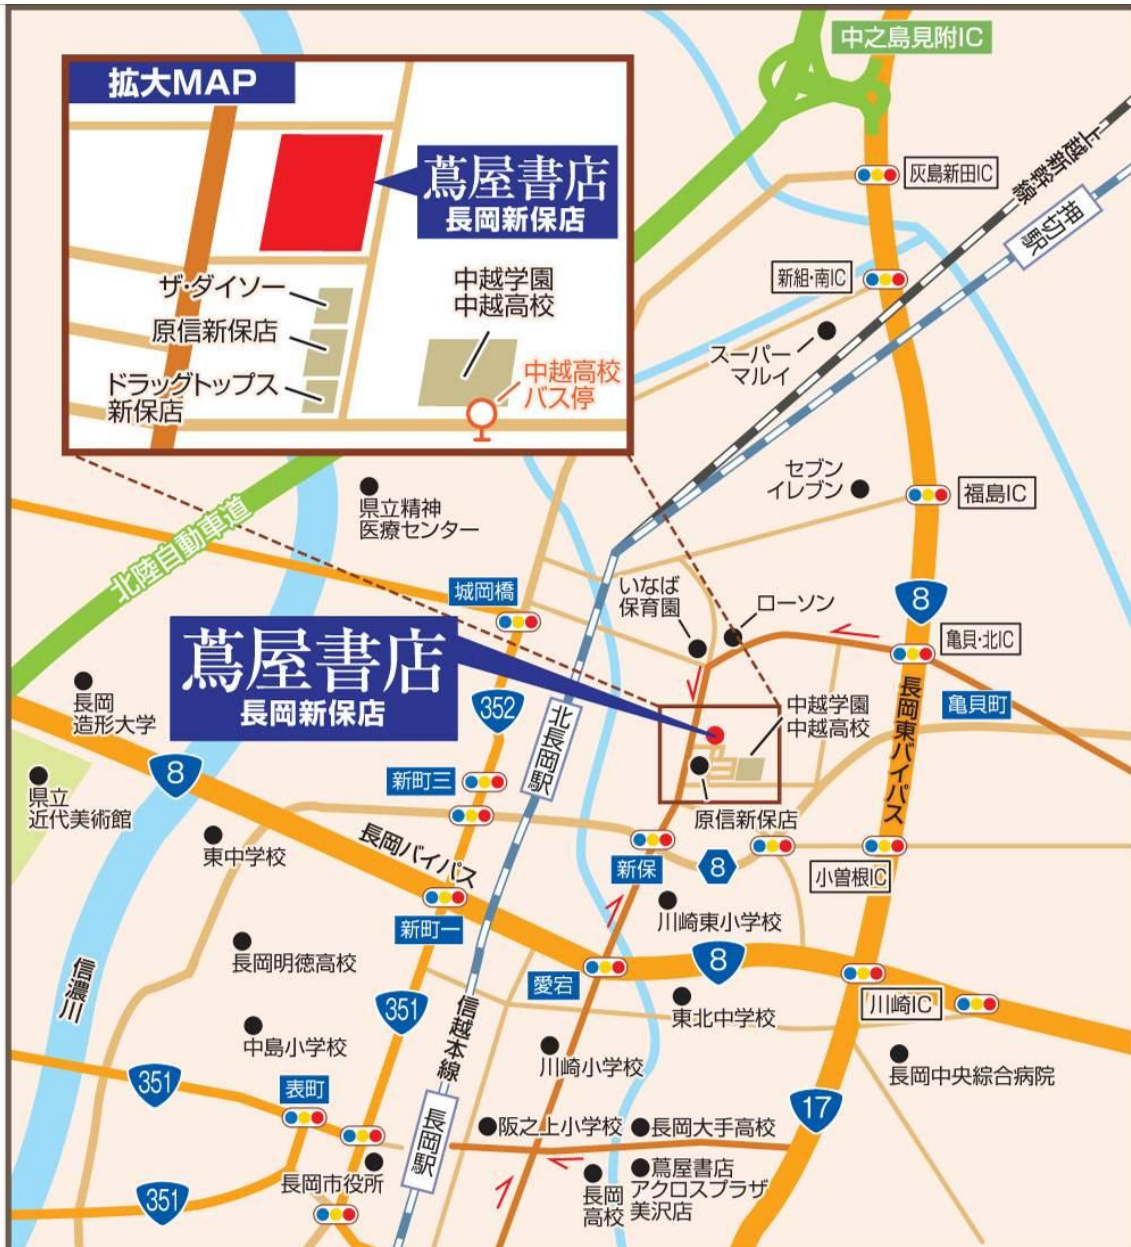 中之島見附IC
拡大MAP
蔦屋書店
長岡新保店
ザ・ダイソー
原信新保店
ドラッグトップス
新保店
中越学園
中越高校
中越高校
バス停
上越新幹線
押切駅
灰島新田IC
新組・南IC
スーパー
マルイ
セブン
イレブン
福島IC
県立精神
医療センター
北陸自動車道
城岡橋
いなば
保育園
ローソン
8
亀貝・北IC
亀貝町
蔦屋書店
長岡新保店
長岡
造形大学
352
北長岡駅
中越学園
中越高校
長岡東バイパス
8
県立
近代美術館
新町三
原信新保店
東中学校
長岡バイパス
新保
8
小曽根IC
新町一
川崎東小学校
長岡明徳高校
愛宕
8
信濃川
351
信越本線
東北中学校
川崎IC
中島小学校
川崎小学校
長岡中央綜合病院
351
表町
17
長岡駅
阪之上小学校
長岡大手高校
長岡市役所
蔦屋書店
アクロスプラザ
美沢店
長岡
高校
351